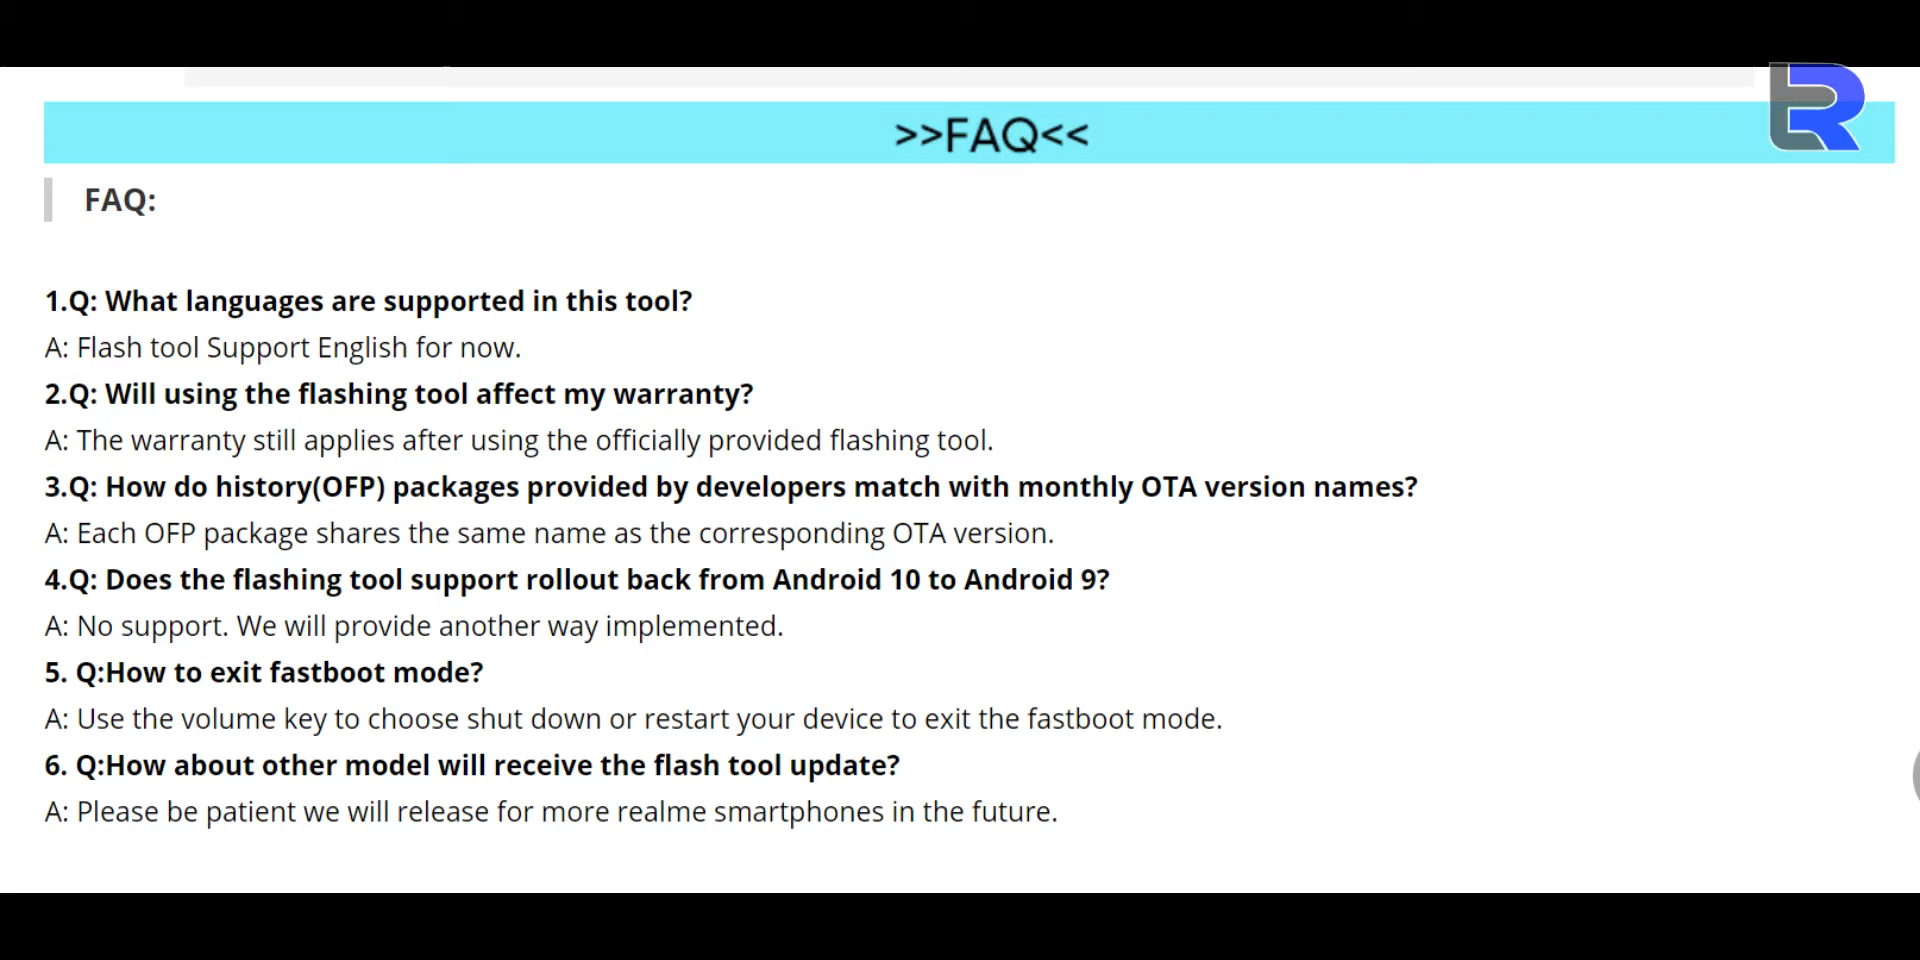 >>FAQ<<
FAQ:
1.Q: What languages are supported in this tool?
A: Flash tool Support English for now.
2.Q: Will using the flashing tool affect my warranty?
A: The warranty still applies after using the officially provided flashing tool.
3.Q: How do history(OFP) packages provided by developers match with monthly OTA version names?
A: Each OFP package shares the same name as the corresponding OTA version.
4.Q: Does the flashing tool support rollout back from Android 10 to Android 9?
A: No support. We will provide another way implemented.
5. Q:How to exit fastboot mode?
A: Use the volume key to choose shut down or restart your device to exit the fastboot mode.
6. Q:How about other model will receive the flash tool update?
A: Please be patient we will release for more realme smartphones in the future.